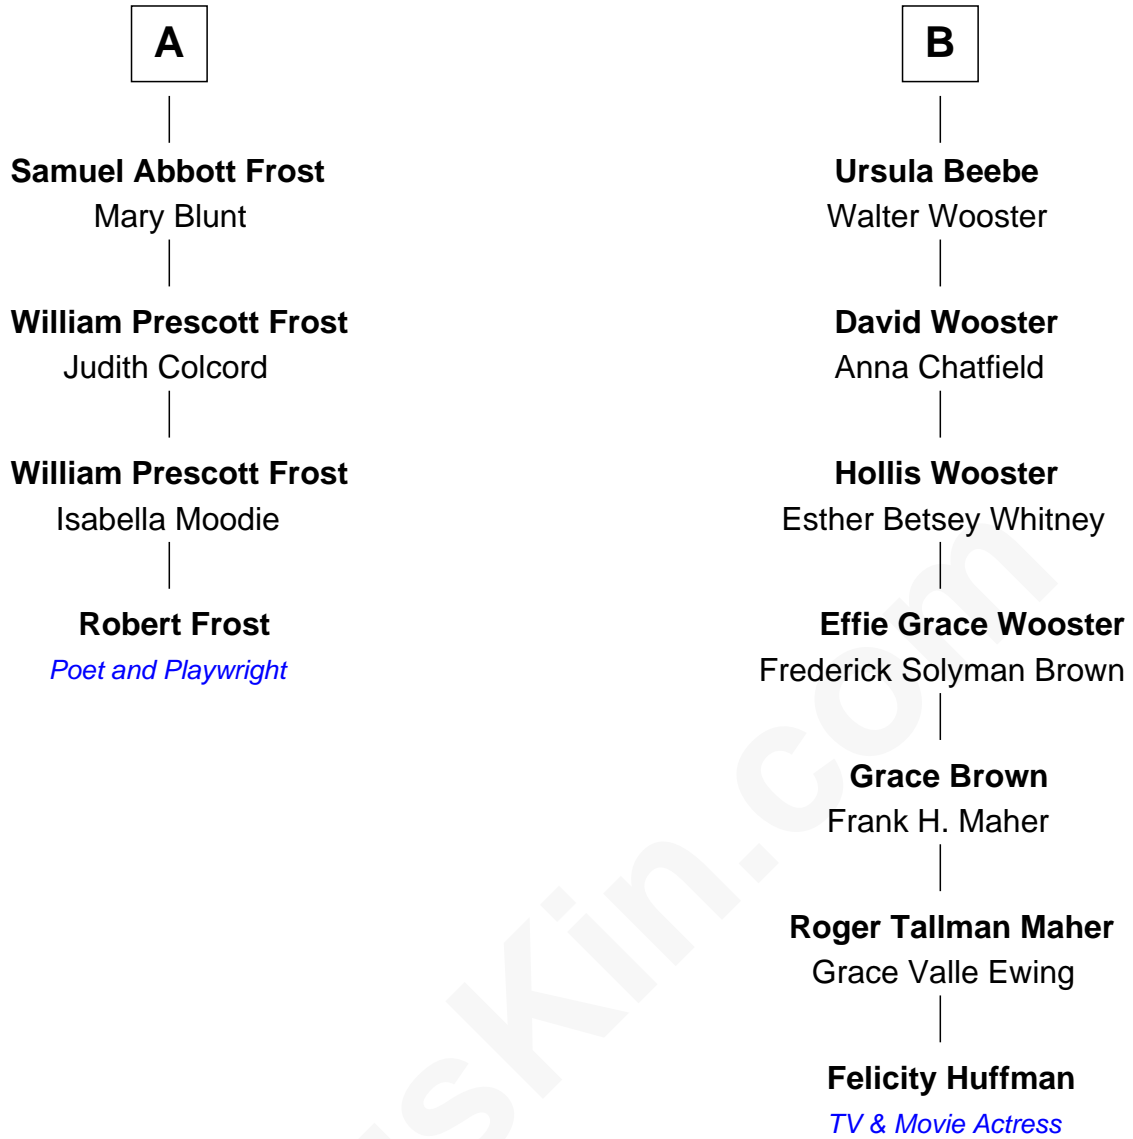 A
Samuel Abbott Frost
Mary Blunt
William Prescott Frost
Judith Colcord
William Prescott Frost
Isabella Moodie
Robert Frost
Poet and Playwright
B
Ursula Beebe
Walter Wooster
David Wooster
Anna Chatfield
Hollis Wooster
Esther Betsey Whitney
Effie Grace Wooster
Frederick Solyman Brown
Grace Brown
Frank H. Maher
Roger Tallman Maher
Grace Valle Ewing
Felicity Huffman
TV & Movie Actress